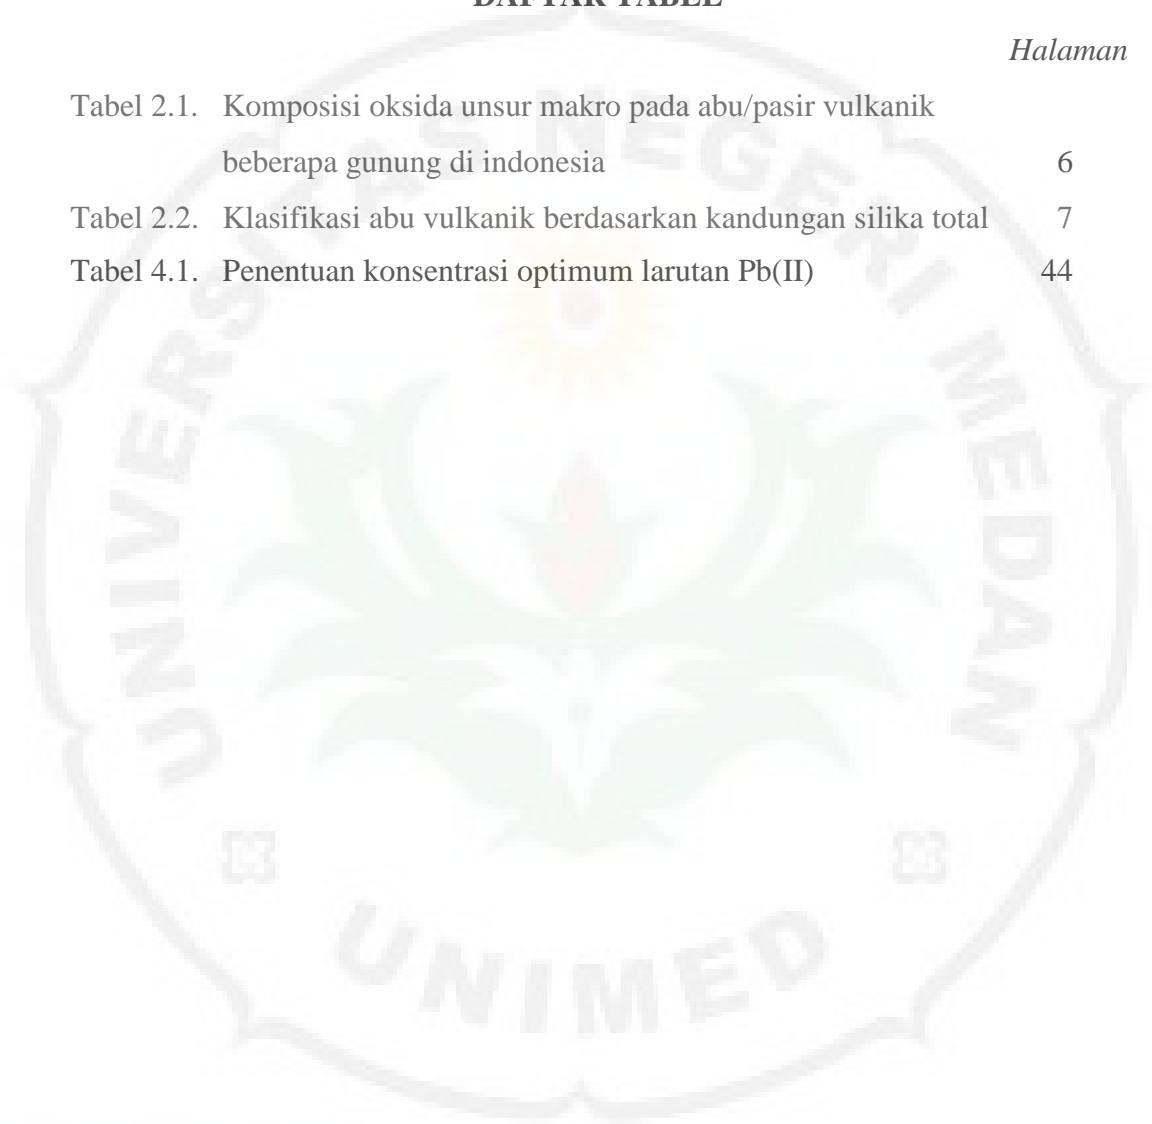 DAFTAR TABEL
Halaman
Tabel 2.1. Komposisi oksida unsur makro pada abu/pasir vulkanik
beberapa gunung di indonesia 6
Tabel 2.2. Klasifikasi abu vulkanik berdasarkan kandungan silika total 7
Tabel 4.1. Penentuan konsentrasi optimum larutan Pb(II) 44
UNIVERSITAS NEGERI MEDAN
UNIMED